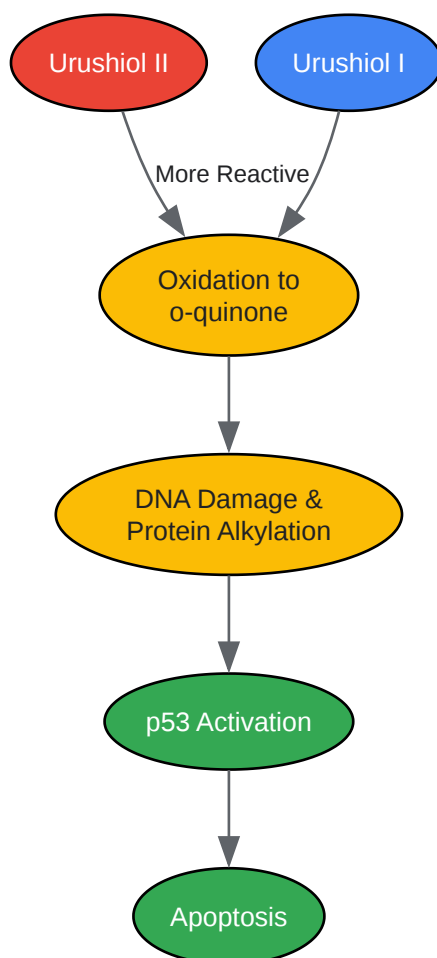 Urushiol II
Urushiol I
More Reactive
Oxidation to
o-quinone
DNA Damage &
Protein Alkylation
p53 Activation
Apoptosis